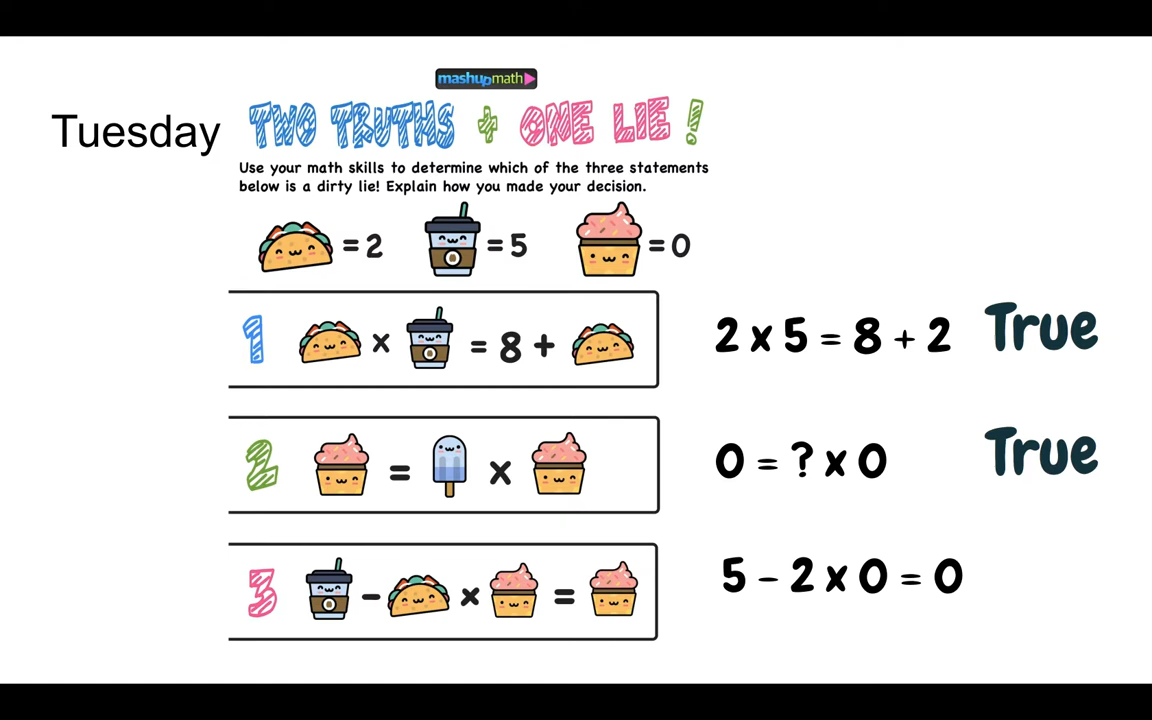 mashupmath
Tuesday
TWO TRUTHS + ONE LIE!
Use your math skills to determine which of the three statements
below is a dirty lie! Explain how you made your decision.
=2 =5 =0
1 x = 8 + 2 x 5 = 8 + 2 True
2 = x 0 = ? x 0 True
3 - x = 5 - 2 x 0 = 0